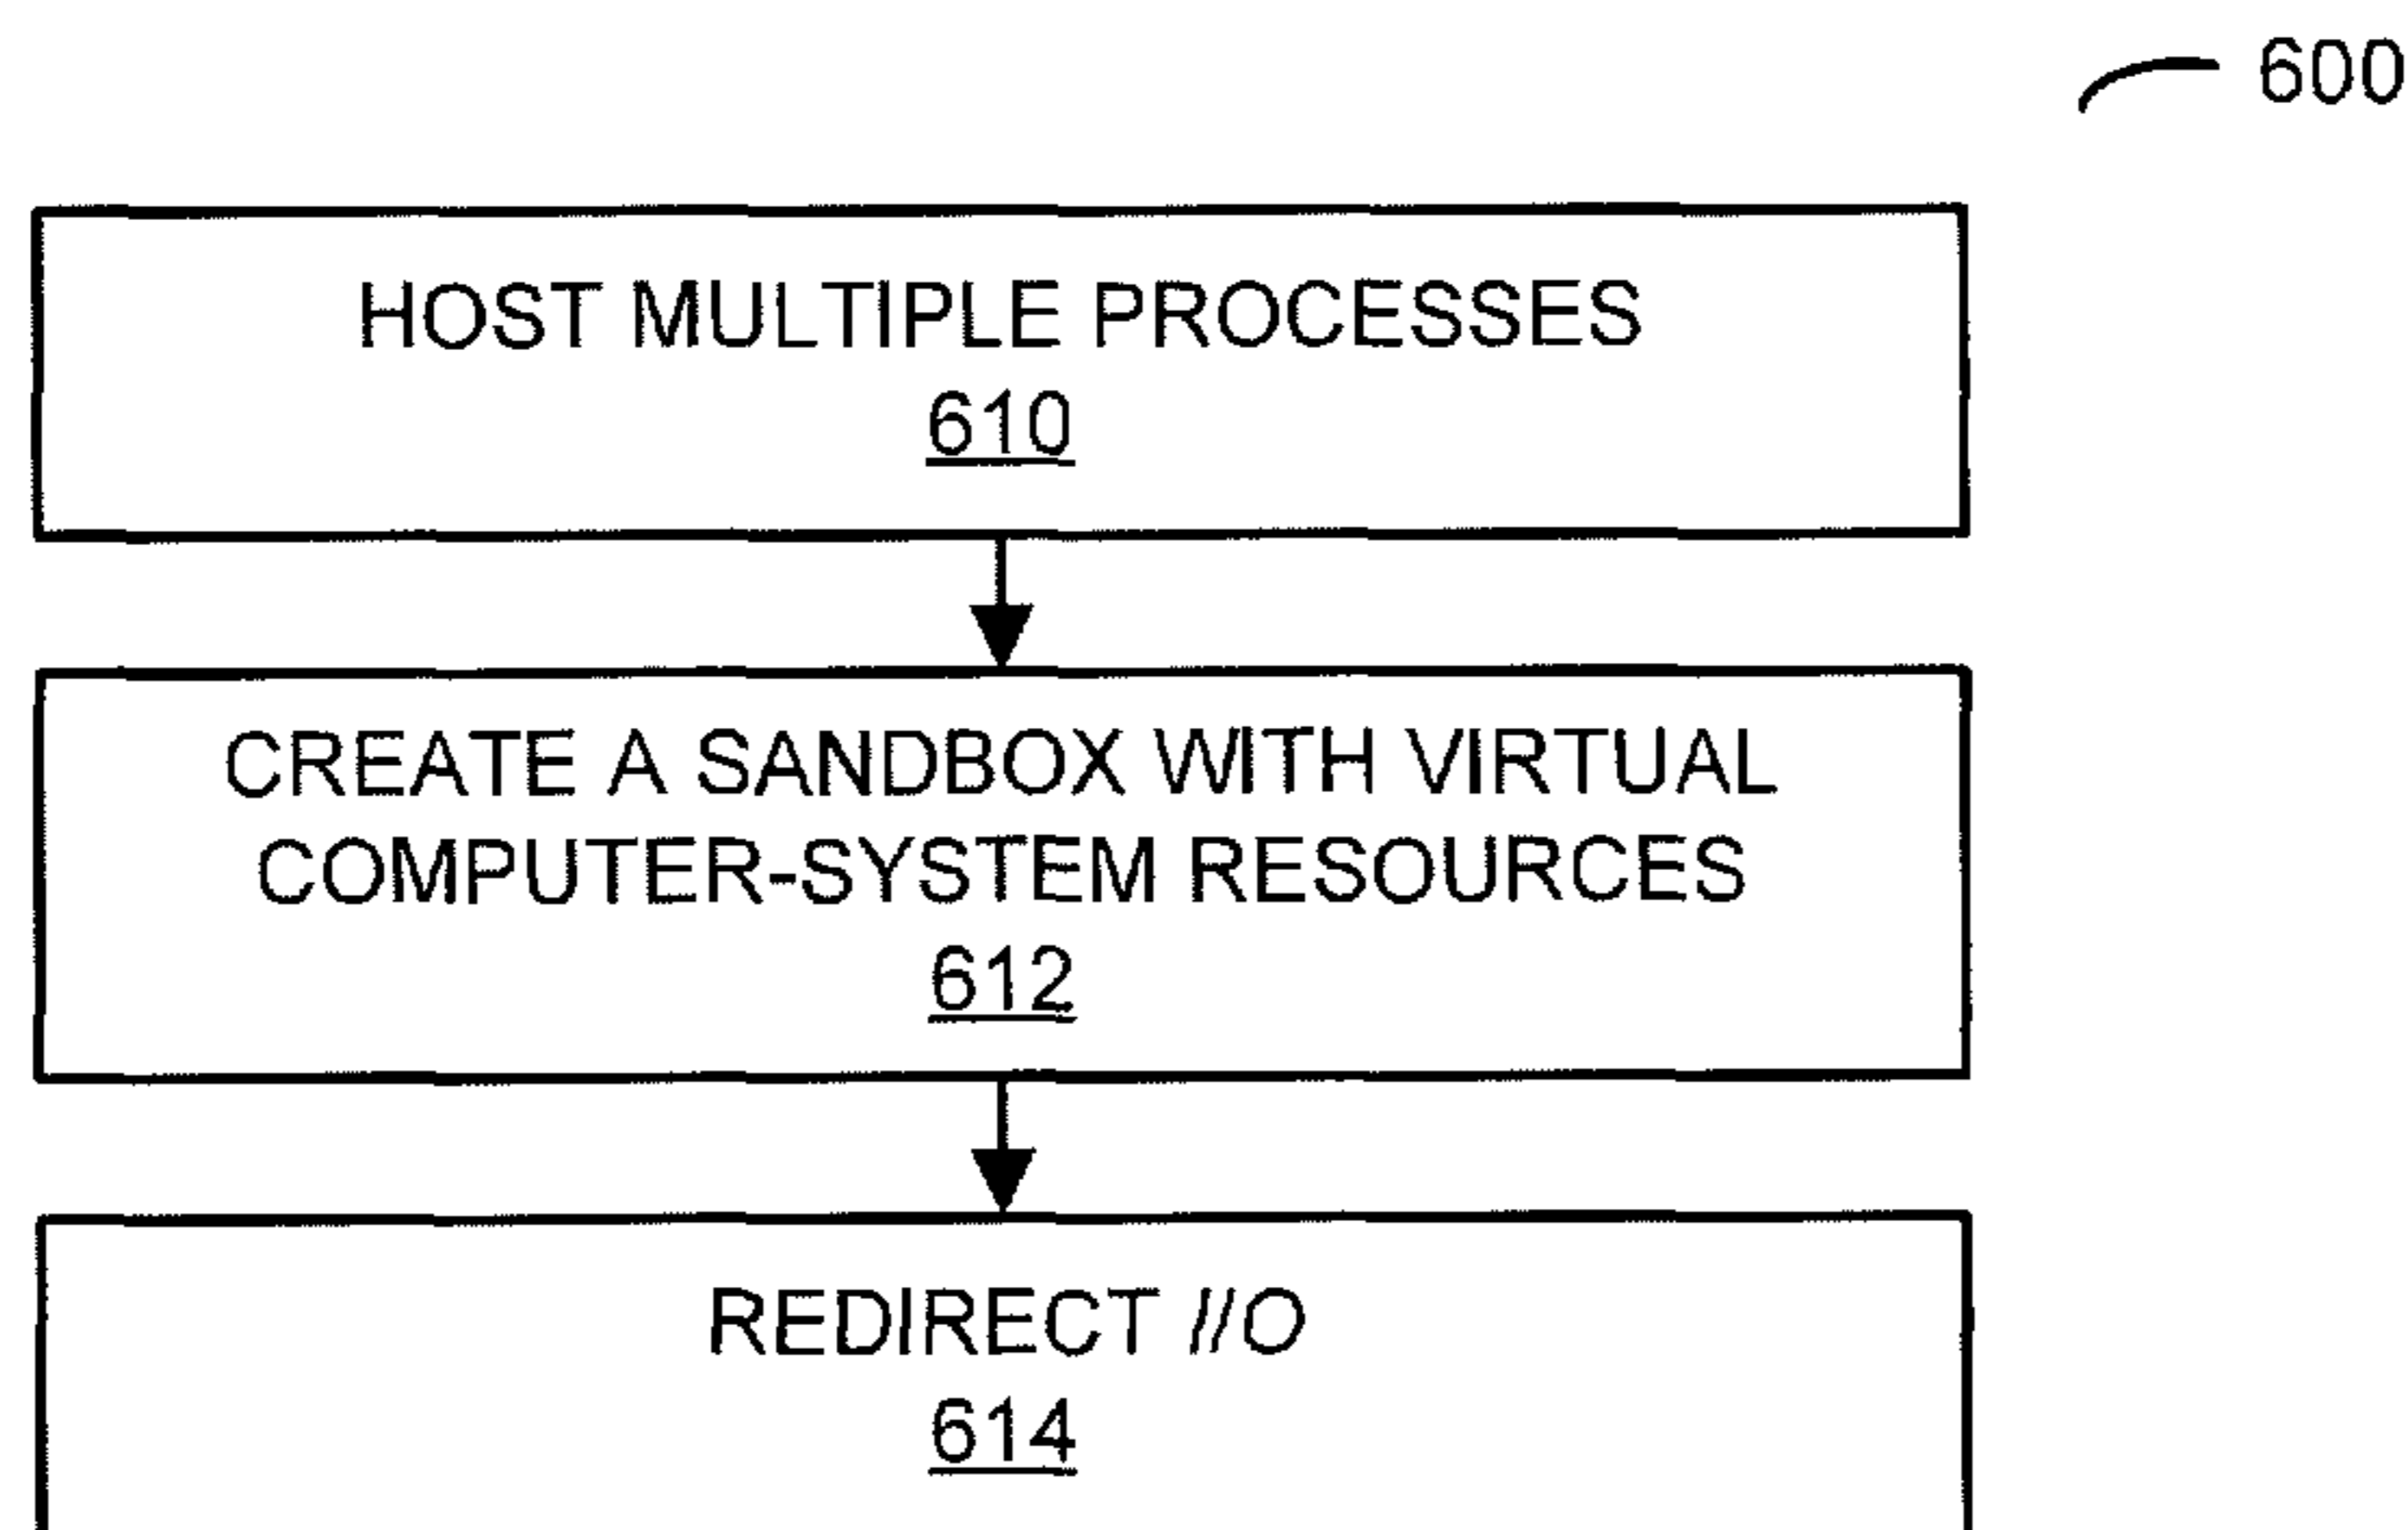 600
HOST MULTIPLE PROCESSES
610
CREATE A SANDBOX WITH VIRTUAL
COMPUTER-SYSTEM RESOURCES
612
REDIRECT I/O
614